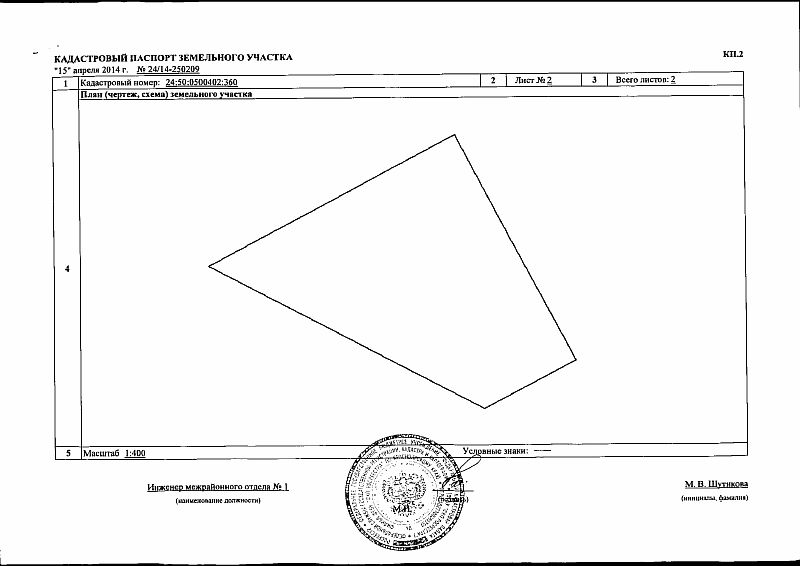 КАДАСТРОВЫЙ ПАСПОРТ ЗЕМЕЛЬНОГО УЧАСТКА
КП.2
"15" апреля 2014 г. № 24/14-250209
1 Кадастровый номер: 24:50:0500402:360 2 Лист № 2 3 Всего листов: 2
План (чертеж, схема) земельного участка
4
5 Масштаб 1:400 Условные знаки:
Инженер межрайонного отдела № 1 М. В. Шутикова
(наименование должности) М.П. (подпись) (инициалы, фамилия)